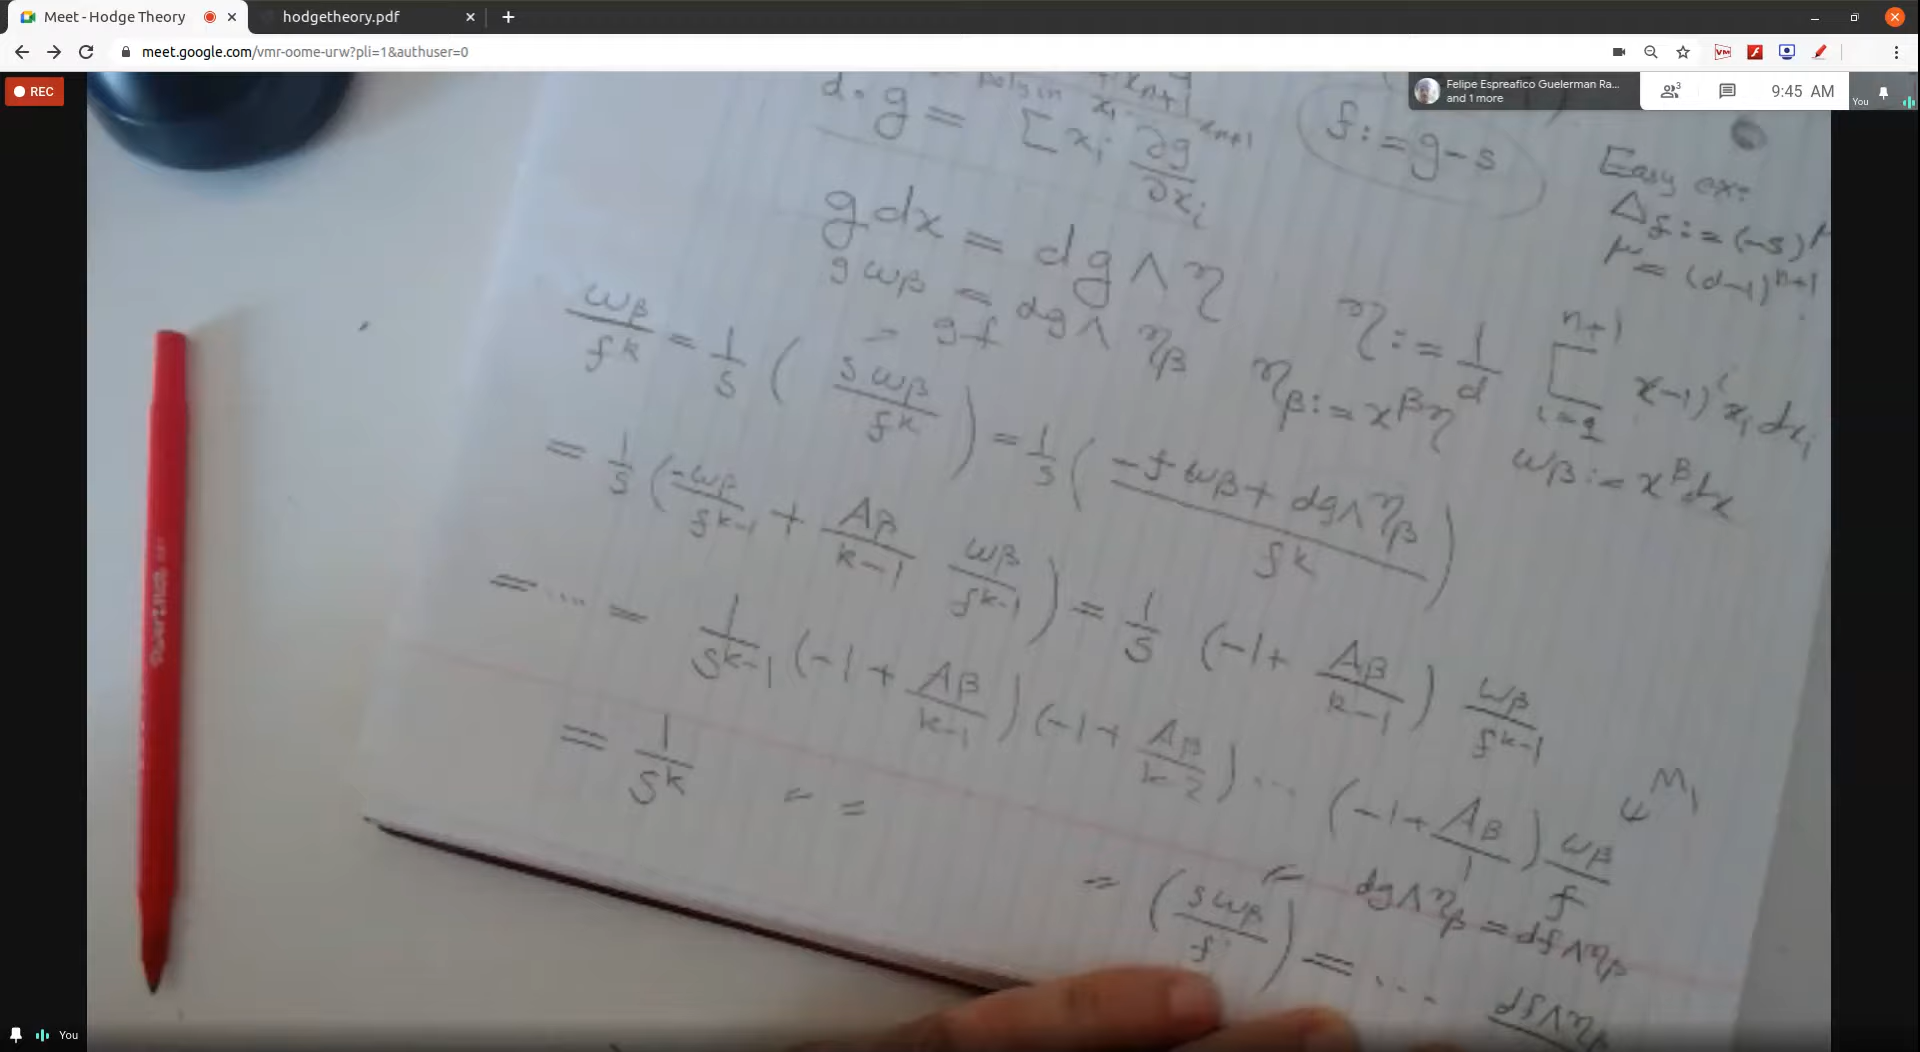 Meet - Hodge Theory
hodgetheory.pdf
meet.google.com/vmr-oome-urw?pli=1&authuser=0
REC
Felipe Espreafico Guelerman Ra...
and 1 more
3
9:45 AM
You
d. g = Σ x_i ∂g/∂x_i
f := g - s
Easy ex:
Δ_f := (-s)^μ
μ = (d-1)^{n+1}
g dx = dg ∧ η
g ω_β = dg ∧ η_β
η := 1/d Σ_{i=1}^{n+1} (-1)^i x_i dx_i
η_β := x^β η
ω_β := x^β dx
ω_β/f^k = 1/s ( s ω_β/f^k ) = 1/s ( (-f ω_β + dg ∧ η_β)/f^k )
= 1/s ( -ω_β/f^{k-1} + A_β/(k-1) ω_β/f^{k-1} ) = 1/s ( -1 + A_β/(k-1) ) ω_β/f^{k-1}
= ... = 1/s^{k-1} ( -1 + A_β/(k-1) ) ( -1 + A_β/(k-2) ) ... ( -1 + A_β/1 ) ω_β/f
= 1/s^k
= ( s ω_β/f ) = ...
dg ∧ η_β = df ∧ η_β
df ∧ η_β
You